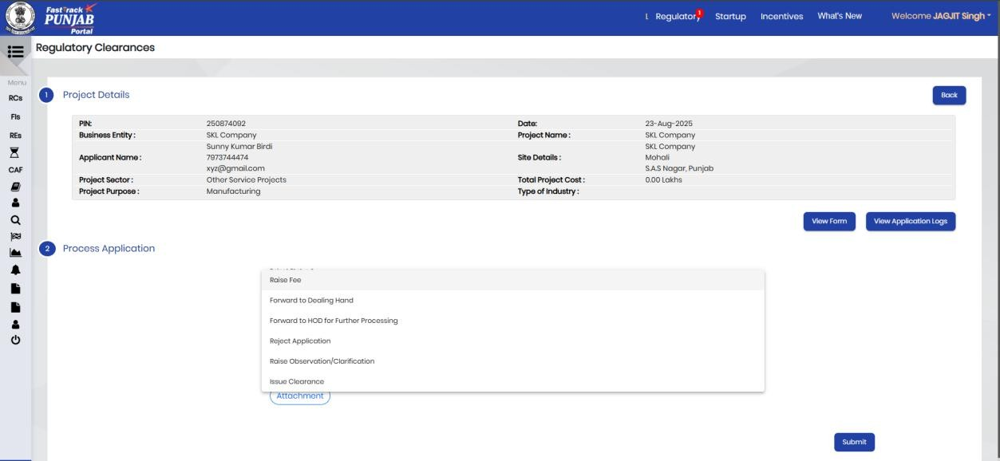 FastTrack
PUNJAB
Portal
Regulatory 1 Startup Incentives What's New Welcome JAGJIT Singh
Regulatory Clearances
Menu
RCs
FIs
REs
CAF
1 Project Details
Back
PIN: 250874092 Date: 23-Aug-2025
Business Entity : SKL Company Project Name : SKL Company
Applicant Name : Sunny Kumar Birdi
7973744474
xyz@gmail.com
Site Details : SKL Company
Mohali
S.A.S Nagar, Punjab
Project Sector : Other Service Projects Total Project Cost : 0.00 Lakhs
Project Purpose : Manufacturing Type of Industry :
View Form View Application Logs
2 Process Application
Raise Fee
Forward to Dealing Hand
Forward to HOD for Further Processing
Reject Application
Raise Observation/Clarification
Issue Clearance
Attachment
Submit